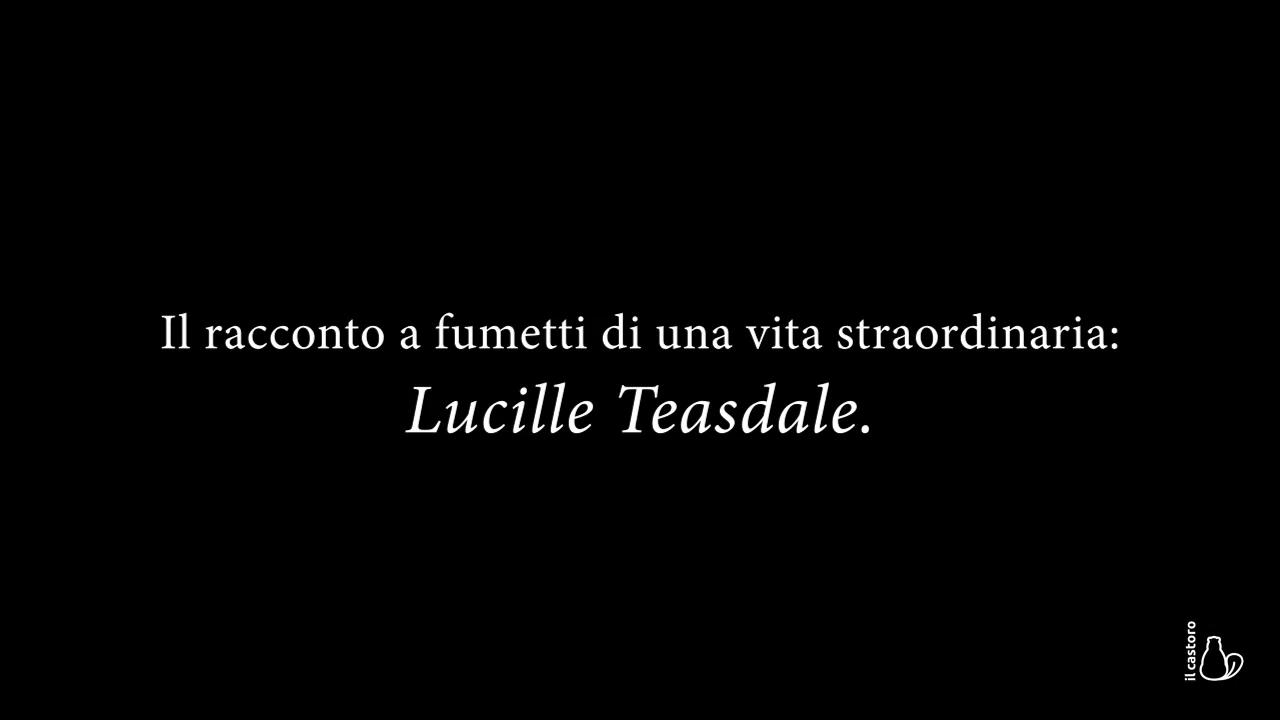 Il racconto a fumetti di una vita straordinaria:
Lucille Teasdale.
il castoro